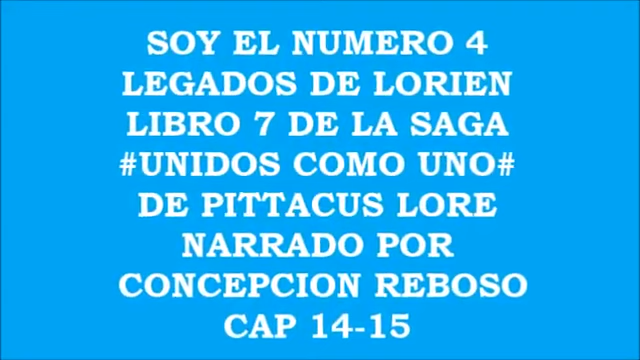 SOY EL NUMERO 4
LEGADOS DE LORIEN
LIBRO 7 DE LA SAGA
#UNIDOS COMO UNO#
DE PITTACUS LORE
NARRADO POR
CONCEPCION REBOSO
CAP 14-15